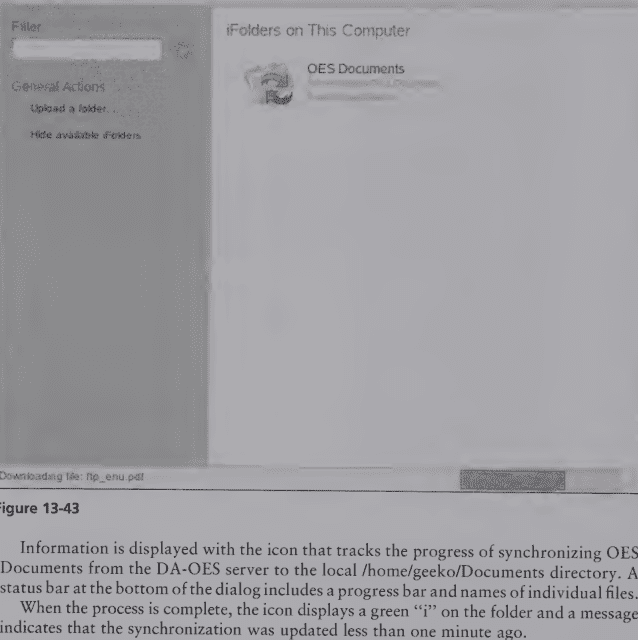 Filter
General Actions
Upload a folder...
Hide available iFolders
iFolders on This Computer
OES Documents
Downloading file: ftp_enu.pdf
Figure 13-43
Information is displayed with the icon that tracks the progress of synchronizing OES
Documents from the DA-OES server to the local /home/geeko/Documents directory. A
status bar at the bottom of the dialog includes a progress bar and names of individual files.
When the process is complete, the icon displays a green “i” on the folder and a message
indicates that the synchronization was updated less than one minute ago.